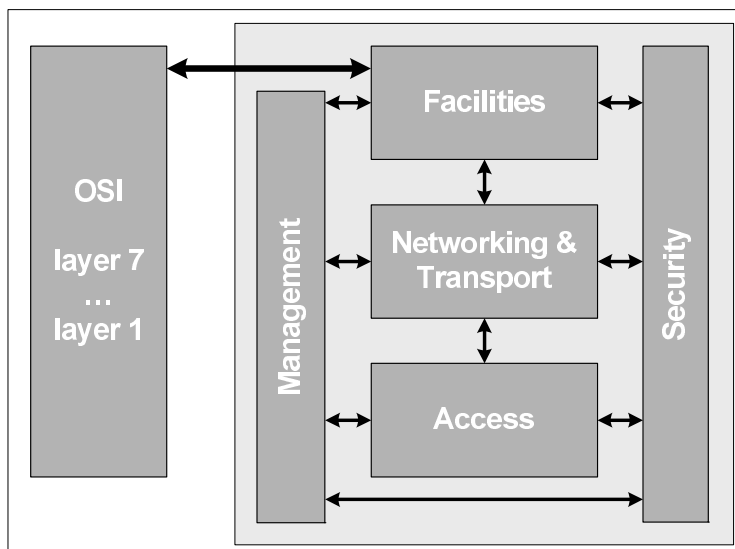 OSI
layer 7
...
layer 1
Management
Facilities
Networking &
Transport
Access
Security